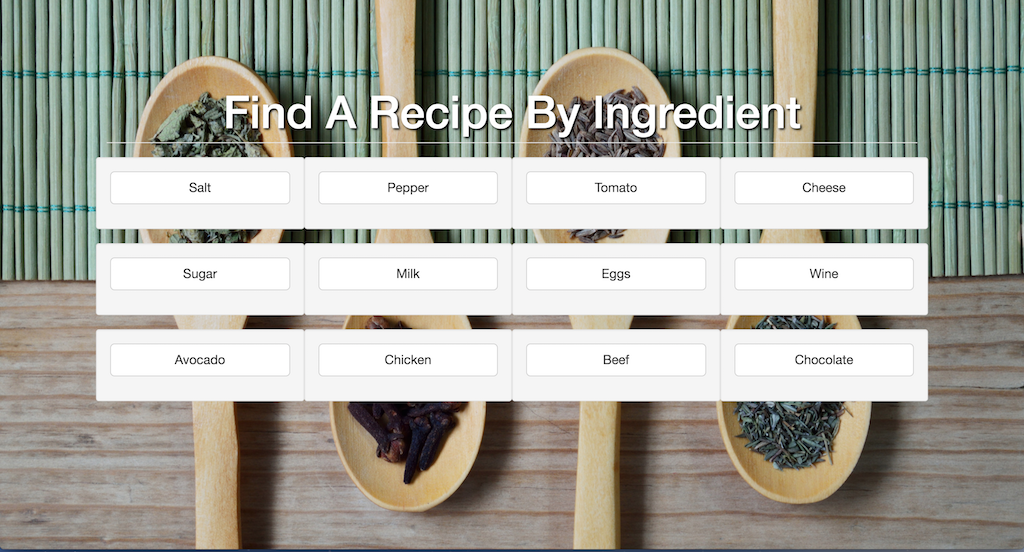 Find A Recipe By Ingredient
Salt Pepper Tomato Cheese
Sugar Milk Eggs Wine
Avocado Chicken Beef Chocolate